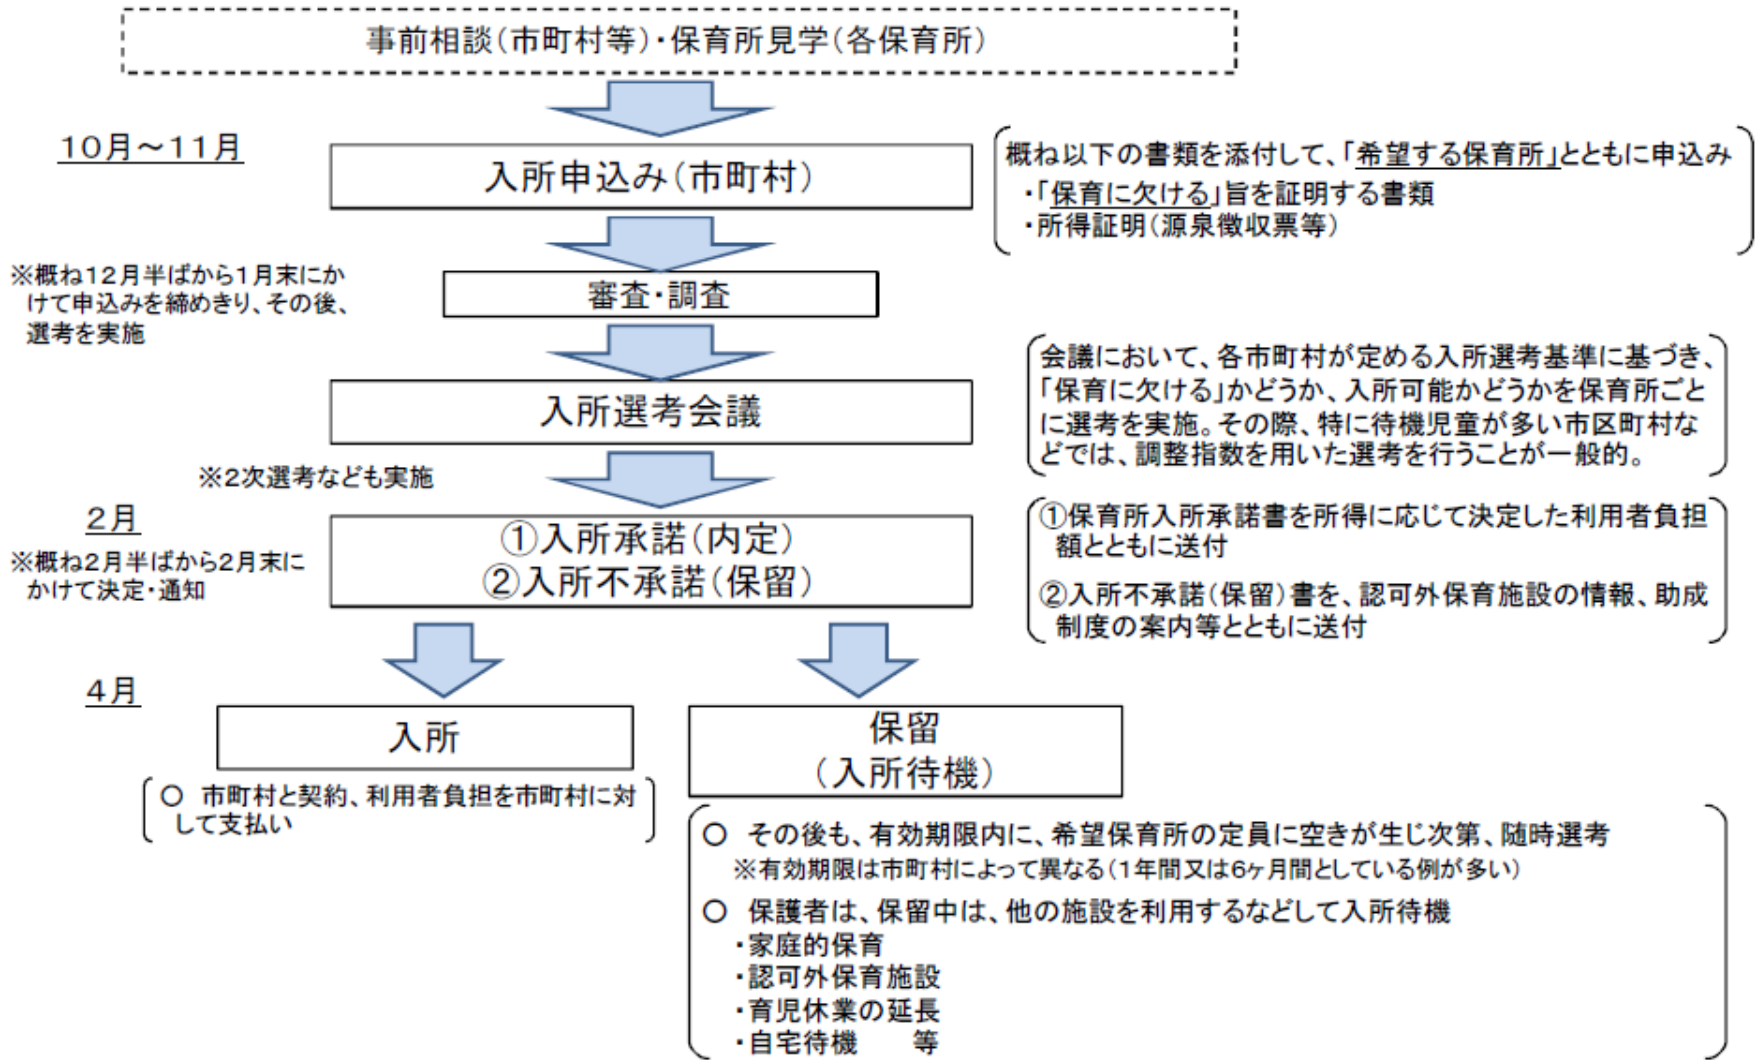 事前相談(市町村等)・保育所見学(各保育所)
10月～11月
入所申込み(市町村)
概ね以下の書類を添付して、「希望する保育所」とともに申込み
・「保育に欠ける」旨を証明する書類
・所得証明(源泉徴収票等)
※概ね12月半ばから1月末にか
けて申込みを締めきり、その後、
選考を実施
審査・調査
入所選考会議
会議において、各市町村が定める入所選考基準に基づき、
「保育に欠ける」かどうか、入所可能かどうかを保育所ごと
に選考を実施。その際、特に待機児童が多い市区町村な
どでは、調整指数を用いた選考を行うことが一般的。
※2次選考なども実施
2月
※概ね2月半ばから2月末に
かけて決定・通知
①入所承諾(内定)
②入所不承諾(保留)
①保育所入所承諾書を所得に応じて決定した利用者負担
額とともに送付
②入所不承諾(保留)書を、認可外保育施設の情報、助成
制度の案内等とともに送付
4月
入所
○ 市町村と契約、利用者負担を市町村に対
して支払い
保留
(入所待機)
○ その後も、有効期限内に、希望保育所の定員に空きが生じ次第、随時選考
※有効期限は市町村によって異なる(1年間又は6ヶ月間としている例が多い)
○ 保護者は、保留中は、他の施設を利用するなどして入所待機
・家庭的保育
・認可外保育施設
・育児休業の延長
・自宅待機 等